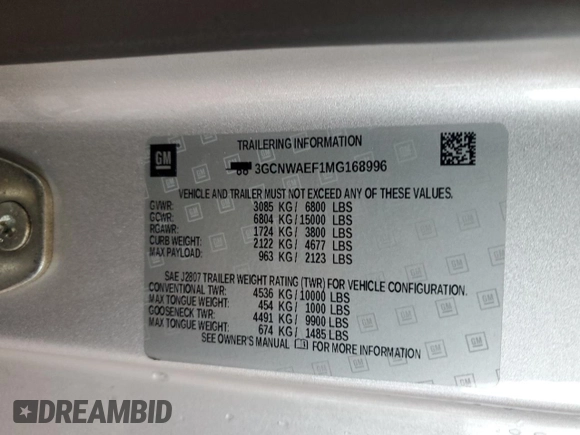 GM
TRAILERING INFORMATION
88 3GCNWAEF1MG168996
VEHICLE AND TRAILER MUST NOT EXCEED ANY OF THESE VALUES.
GVWR: 3085 KG/ 6800 LBS
GCWR: 6804 KG/15000 LBS
RGAWR: 1724 KG/ 3800 LBS
CURB WEIGHT: 2122 KG/ 4677 LBS
MAX PAYLOAD: 963 KG/ 2123 LBS
SAE J2807 TRAILER WEIGHT RATING (TWR) FOR VEHICLE CONFIGURATION.
CONVENTIONAL TWR: 4536 KG/10000 LBS
MAX TONGUE WEIGHT: 454 KG/ 1000 LBS
GOOSENECK TWR: 4491 KG/ 9900 LBS
MAX TONGUE WEIGHT: 674 KG/ 1485 LBS
SEE OWNER'S MANUAL FOR MORE INFORMATION
DREAMBID